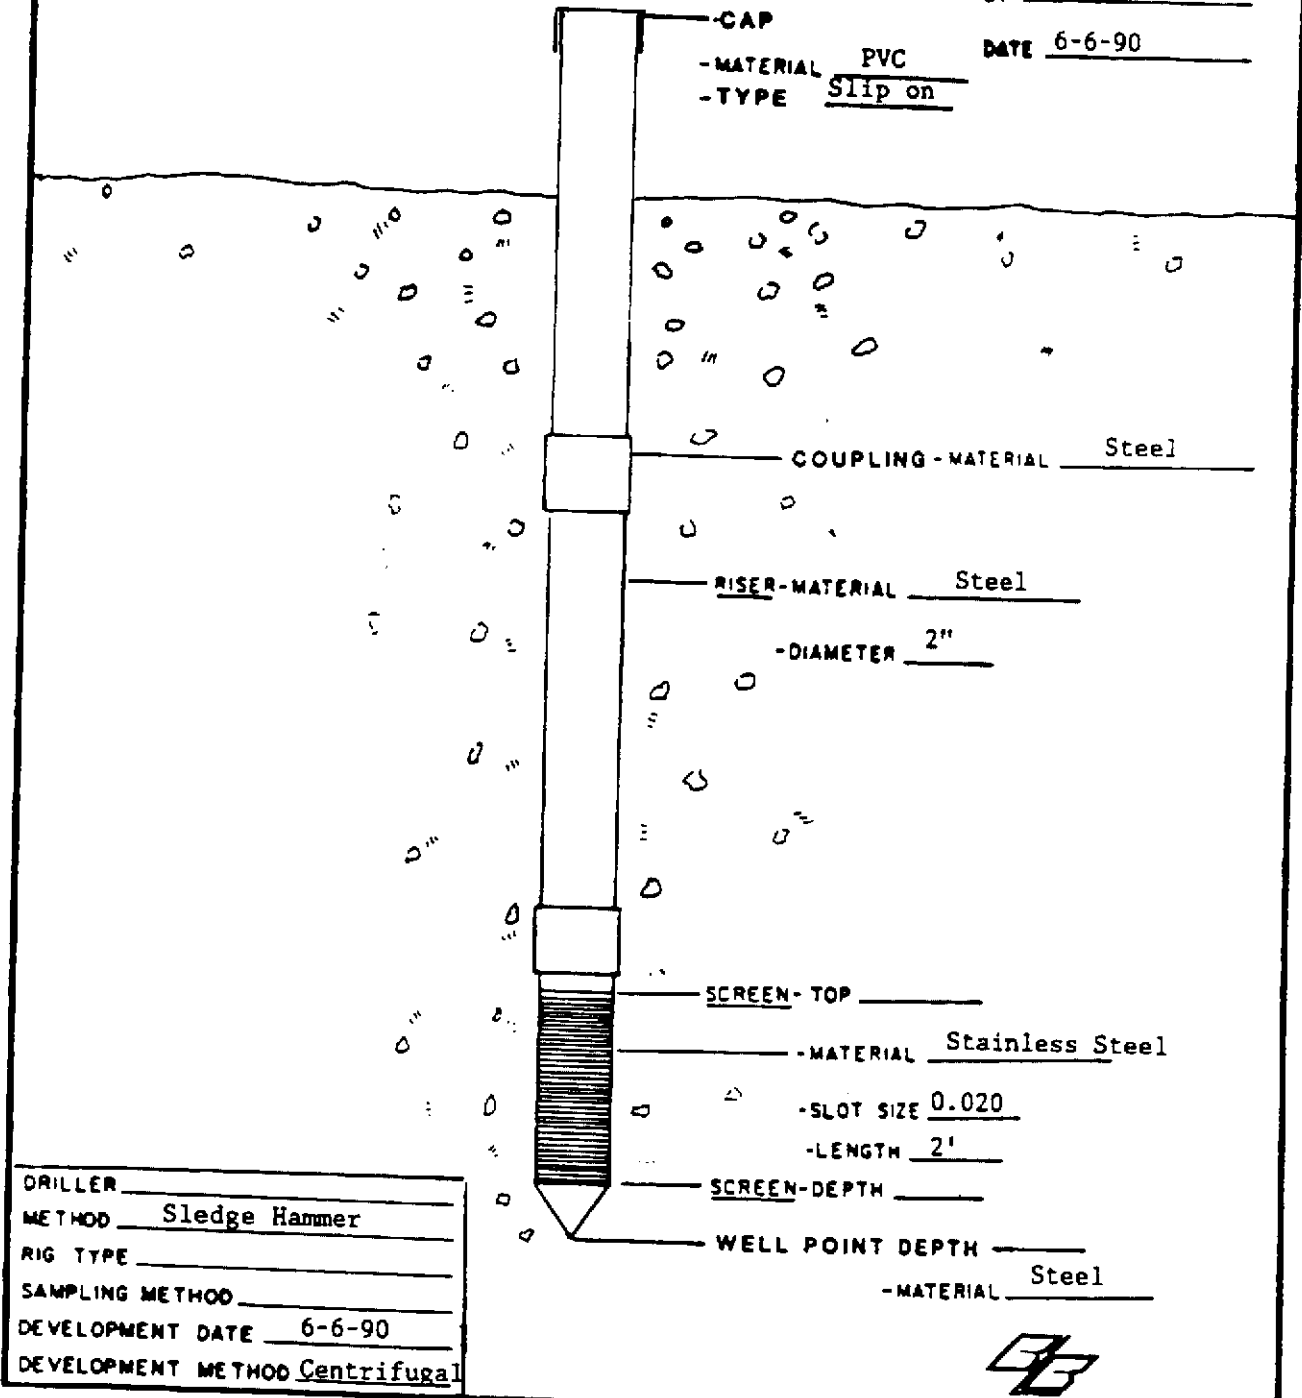 -CAP
-MATERIAL PVC
DATE 6-6-90
-TYPE Slip on
COUPLING-MATERIAL Steel
RISER-MATERIAL Steel
-DIAMETER 2"
SCREEN-TOP
-MATERIAL Stainless Steel
-SLOT SIZE 0.020
-LENGTH 2'
SCREEN-DEPTH
WELL POINT DEPTH
-MATERIAL Steel
DRILLER
METHOD Sledge Hammer
RIG TYPE
SAMPLING METHOD
DEVELOPMENT DATE 6-6-90
DEVELOPMENT METHOD Centrifugal